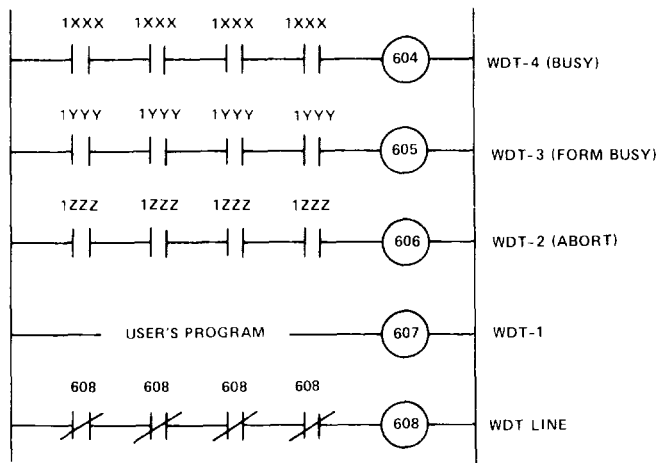 1XXX 1XXX 1XXX 1XXX
604 WDT-4 (BUSY)
1YYY 1YYY 1YYY 1YYY
605 WDT-3 (FORM BUSY)
1ZZZ 1ZZZ 1ZZZ 1ZZZ
606 WDT-2 (ABORT)
USER'S PROGRAM 607 WDT-1
608 608 608 608
608 WDT LINE